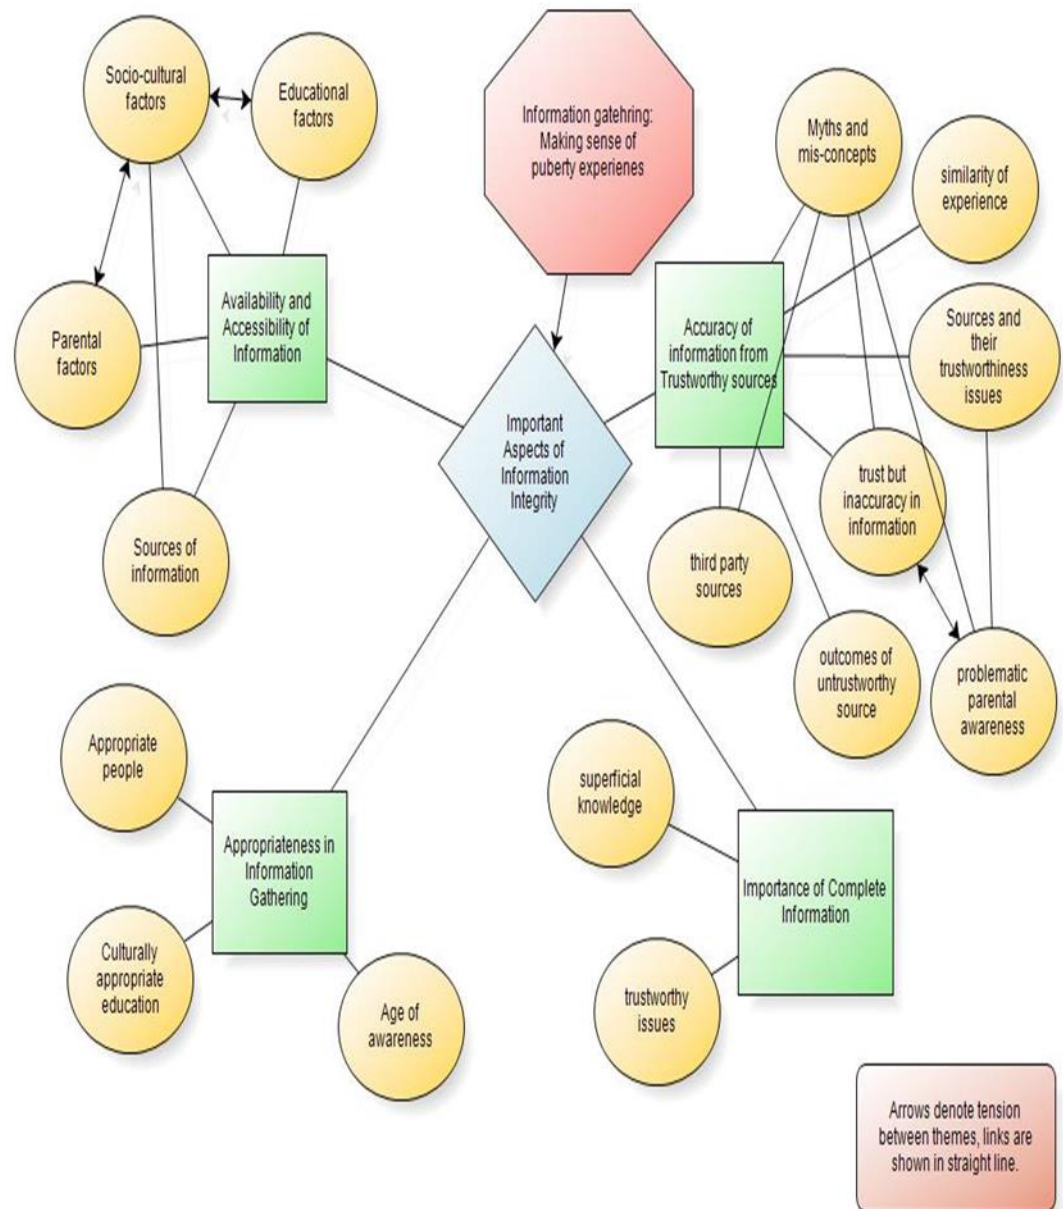 Socio-cultural
factors
Educational
factors
Information gatehring:
Making sense of
puberty experienes
Myths and
mis-concepts
similarity of
experience
Parental
factors
Availability and
Accessibility of
Information
Accuracy of
information from
Trustworthy sources
Sources and
their
trustworthiness
issues
Important
Aspects of
Information
Integrity
Sources of
information
third party
sources
trust but
inaccuracy in
information
outcomes of
untrustworthy
source
problematic
parental
awareness
Appropriate
people
Appropriateness in
Information
Gathering
Culturally
appropriate
education
Age of
awareness
superficial
knowledge
Importance of Complete
Information
trustworthy
issues
Arrows denote tension
between themes, links are
shown in straight line.